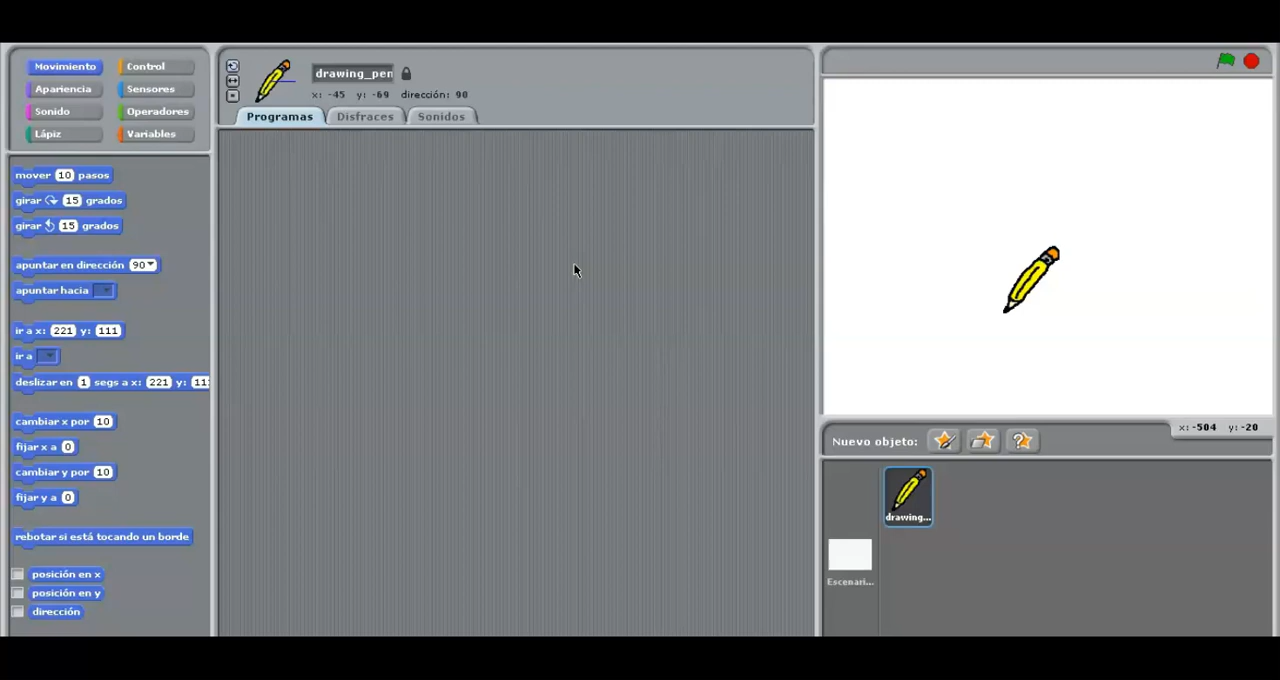 Movimiento Control
Apariencia Sensores
Sonido Operadores
Lápiz Variables
mover 10 pasos
girar 15 grados
girar 15 grados
apuntar en dirección 90
apuntar hacia
ir a x: 221 y: 111
ir a
deslizar en 1 segs a x: 221 y: 11
cambiar x por 10
fijar x a 0
cambiar y por 10
fijar y a 0
rebotar si está tocando un borde
posición en x
posición en y
dirección
drawing_pen
x: -45 y: -69 dirección: 90
Programas Disfraces Sonidos
x: -504 y: -20
Nuevo objeto:
drawing...
Escenari...